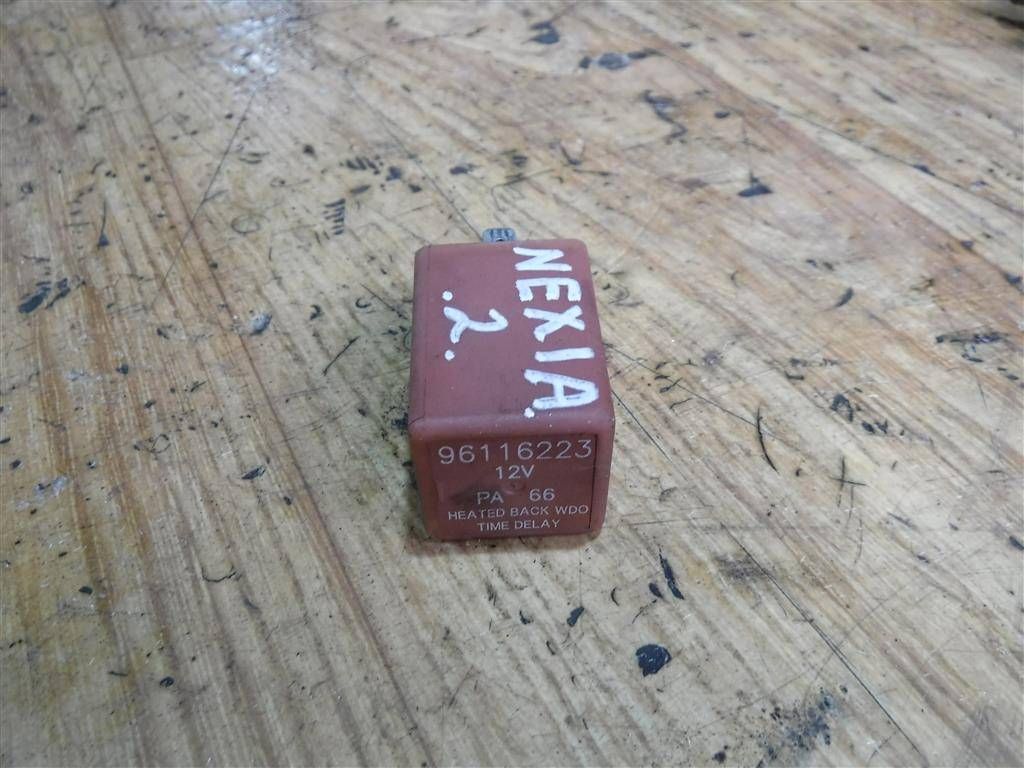 NEXIA.
.2.
96116223
12V
PA 66
HEATED BACK WDO
TIME DELAY